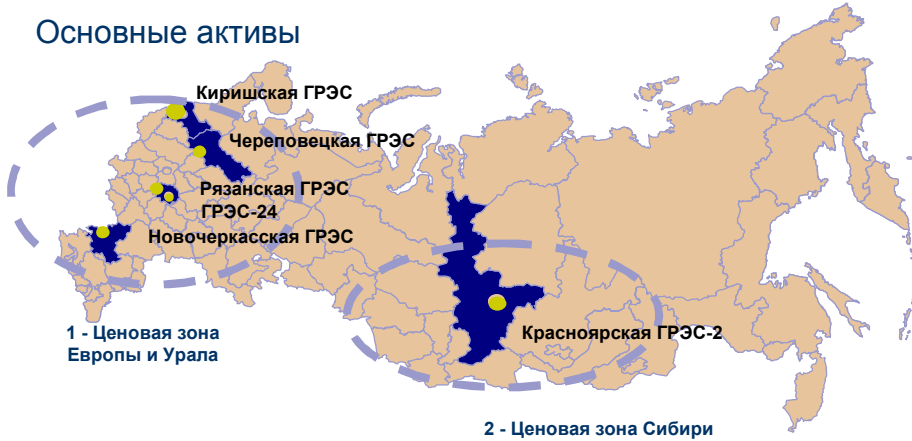 Основные активы
Киришская ГРЭС
Череповецкая ГРЭС
Рязанская ГРЭС
ГРЭС-24
Новочеркасская ГРЭС
1 - Ценовая зона
Европы и Урала
Красноярская ГРЭС-2
2 - Ценовая зона Сибири